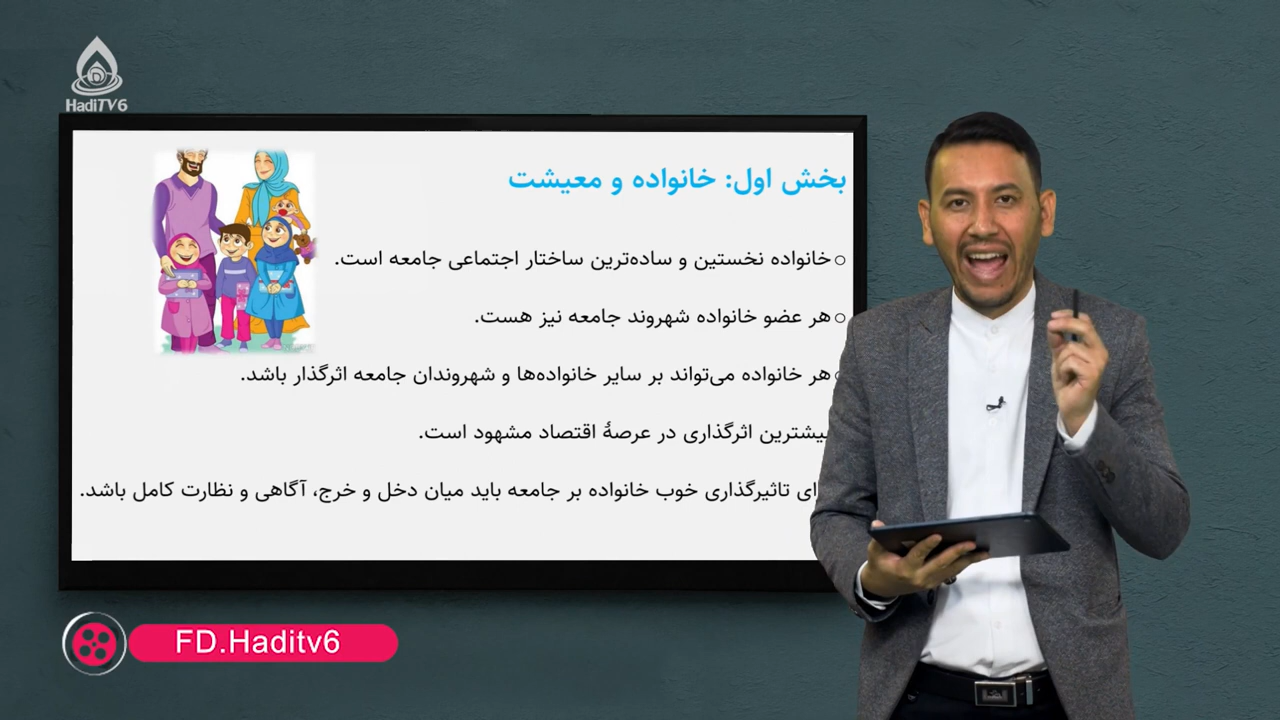 HadiTV6
بخش اول: خانواده و معیشت
خانواده نخستین و ساده‌ترین ساختار اجتماعی جامعه است.
هر عضو خانواده شهروند جامعه نیز هست.
هر خانواده می‌تواند بر سایر خانواده‌ها و شهروندان جامعه اثرگذار باشد.
بیشترین اثرگذاری در عرصهٔ اقتصاد مشهود است.
تاثیرگذاری خوب خانواده بر جامعه باید میان دخل و خرج، آگاهی و نظارت کامل باشد.
FD.Haditv6